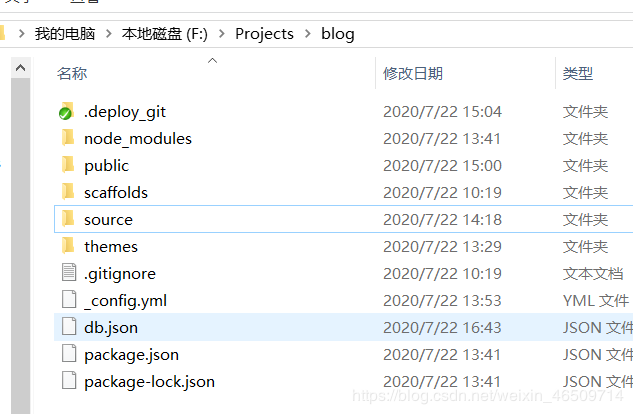 我的电脑 > 本地磁盘 (F:) > Projects > blog
名称 修改日期 类型
.deploy_git 2020/7/22 15:04 文件夹
node_modules 2020/7/22 13:41 文件夹
public 2020/7/22 15:00 文件夹
scaffolds 2020/7/22 10:19 文件夹
source 2020/7/22 14:18 文件夹
themes 2020/7/22 13:29 文件夹
.gitignore 2020/7/22 10:19 文本文档
_config.yml 2020/7/22 13:53 YML 文件
db.json 2020/7/22 16:43 JSON 文件
package.json 2020/7/22 13:41 JSON 文件
package-lock.json 2020/7/22 13:41 JSON 文件
https://blog.csdn.net/weixin_46509714